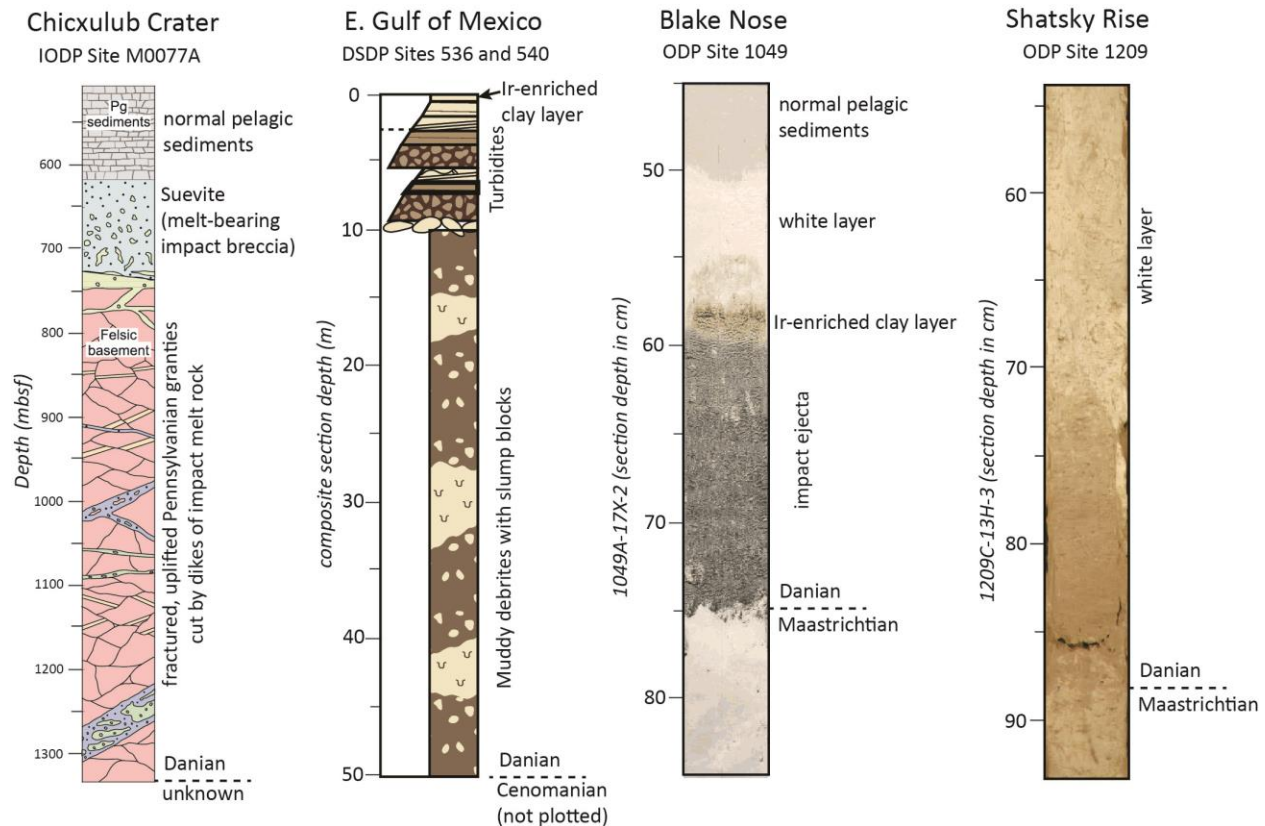 Chicxulub Crater
IODP Site M0077A
Pg
sediments
normal pelagic
sediments
Suevite
(melt-bearing
impact breccia)
Felsic
basement
fractured, uplifted Pennsylvanian granties
cut by dikes of impact melt rock
Depth (mbsf)
600
700
800
900
1000
1100
1200
1300
Danian
unknown
E. Gulf of Mexico
DSDP Sites 536 and 540
Ir-enriched
clay layer
Turbidites
Muddy debrites with slump blocks
composite section depth (m)
0
10
20
30
40
50
Danian
Cenomanian
(not plotted)
Blake Nose
ODP Site 1049
normal pelagic
sediments
white layer
Ir-enriched clay layer
impact ejecta
1049A-17X-2 (section depth in cm)
50
60
70
80
Danian
Maastrichtian
Shatsky Rise
ODP Site 1209
white layer
1209C-13H-3 (section depth in cm)
60
70
80
90
Danian
Maastrichtian